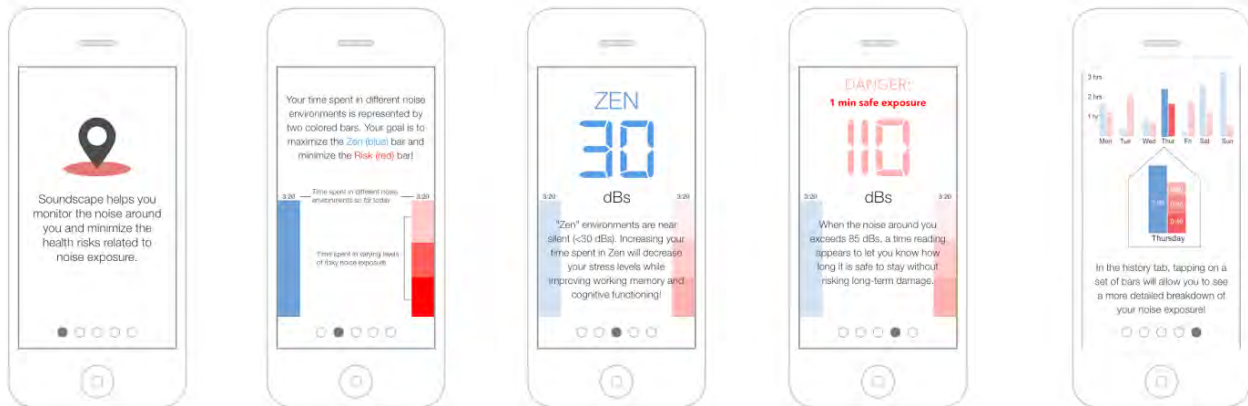 Soundscape helps you
monitor the noise around
you and minimize the
health risks related to
noise exposure.
Your time spent in different noise
environments is represented by
two colored bars. Your goal is to
maximize the Zen (blue) bar and
minimize the Risk (red) bar!
3:20
Time spent in different noise
environments so far today
3:20
Time spent in varying levels
of risky noise exposure
ZEN
30
dBs
3:20
3:20
"Zen" environments are near
silent (<30 dBs). Increasing your
time spent in Zen will decrease
your stress levels while
improving working memory and
cognitive functioning!
DANGER:
1 min safe exposure
110
dBs
3:20
3:20
When the noise around you
exceeds 85 dBs, a time reading
appears to let you know how
long it is safe to stay without
risking long-term damage.
3 hrs
2 hrs
1 hr
Mon Tue Wed Thur Fri Sat Sun
Thursday
In the history tab, tapping on a
set of bars will allow you to see
a more detailed breakdown of
your noise exposure!